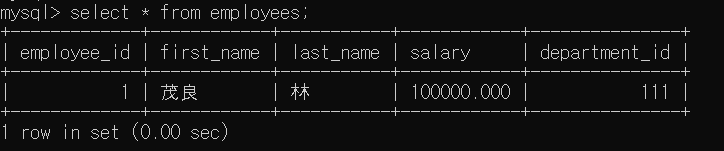 mysql> select * from employees;
+-------------+------------+-----------+------------+---------------+
| employee_id | first_name | last_name | salary     | department_id |
+-------------+------------+-----------+------------+---------------+
|           1 | 茂良       | 林        | 100000.000 |           111 |
+-------------+------------+-----------+------------+---------------+
1 row in set (0.00 sec)